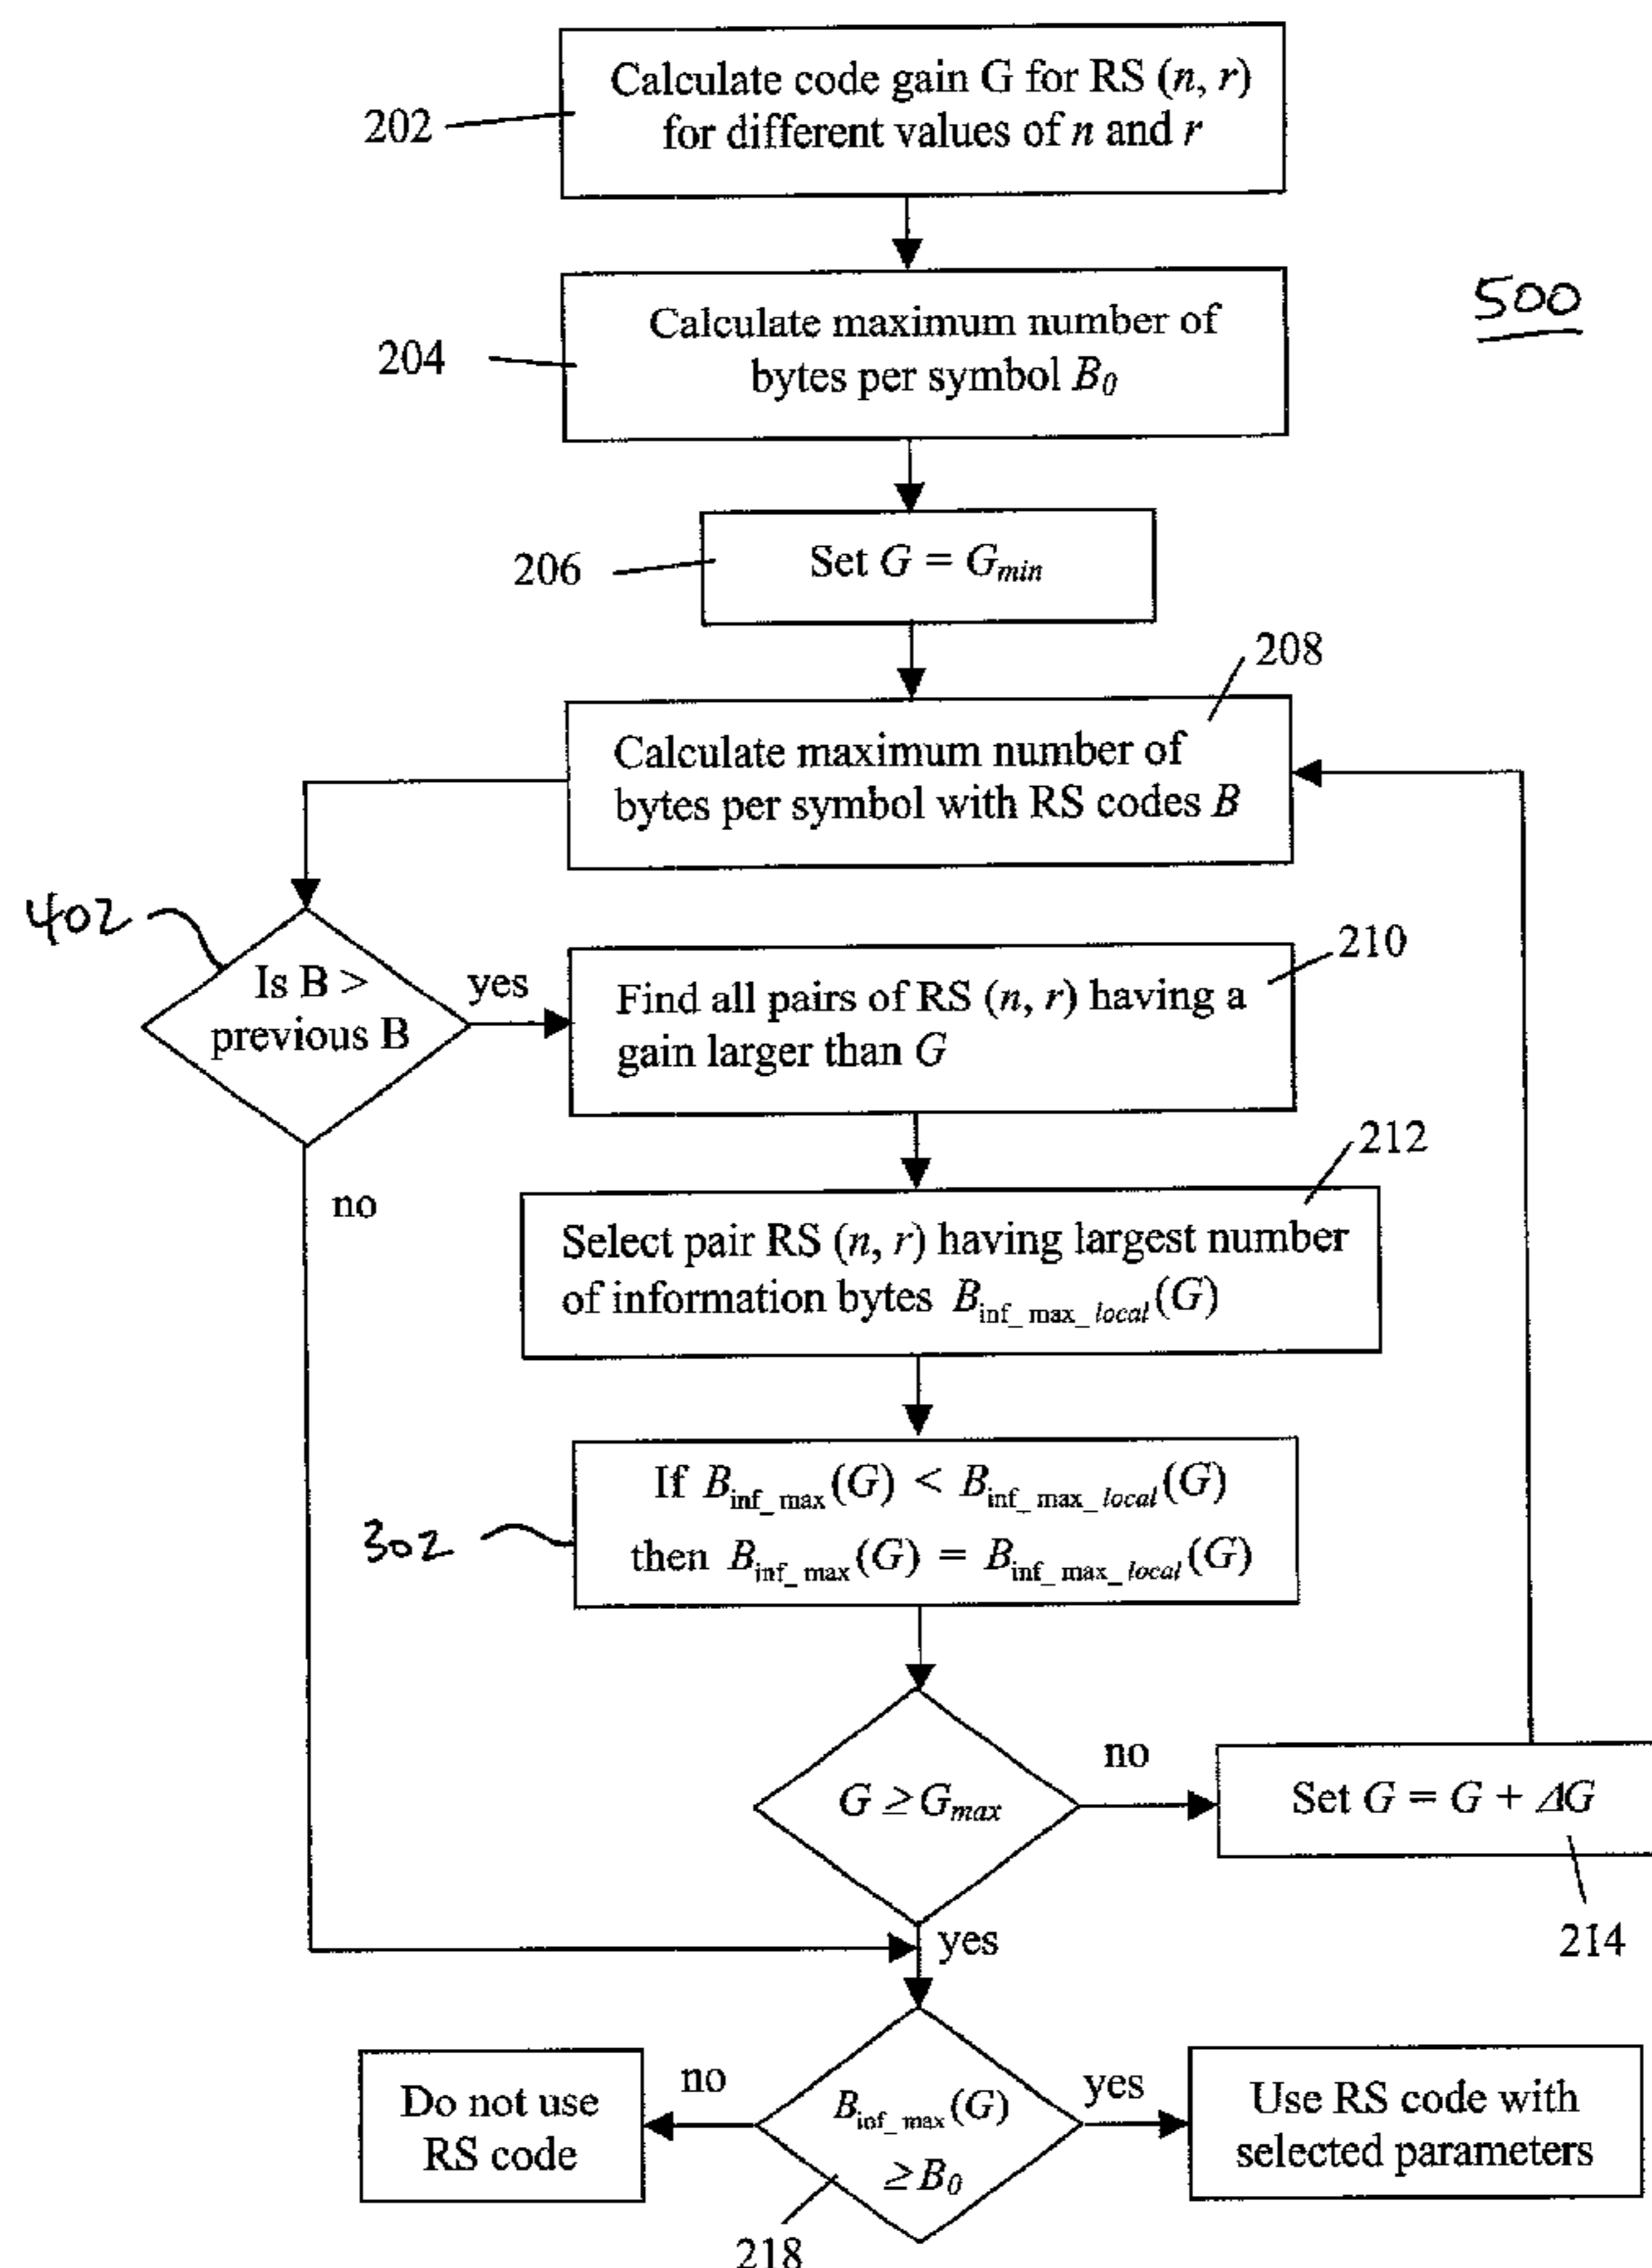 Calculate code gain G for RS (n, r)
for different values of n and r
202
500
Calculate maximum number of
bytes per symbol B0
204
Set G = Gmin
206
208
Calculate maximum number of
bytes per symbol with RS codes B
402
Is B >
previous B
yes
210
Find all pairs of RS (n, r) having a
gain larger than G
no
212
Select pair RS (n, r) having largest number
of information bytes Binf_max_local(G)
302
If Binf_max(G) < Binf_max_local(G)
then Binf_max(G) = Binf_max_local(G)
G ≥ Gmax
no
Set G = G + ΔG
214
yes
Do not use
RS code
no
Binf_max(G)
≥ B0
yes
Use RS code with
selected parameters
218